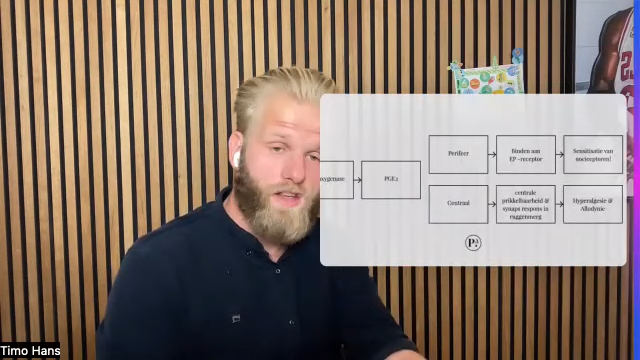 oxygenase
PGE2
Perifeer
Binden aan
EP -receptor
Sensitisatie van
nociceptoren!
Centraal
centrale
prikkelbaarheid &
synaps respons in
ruggenmerg
Hyperalgesie &
Allodynie
Timo Hans